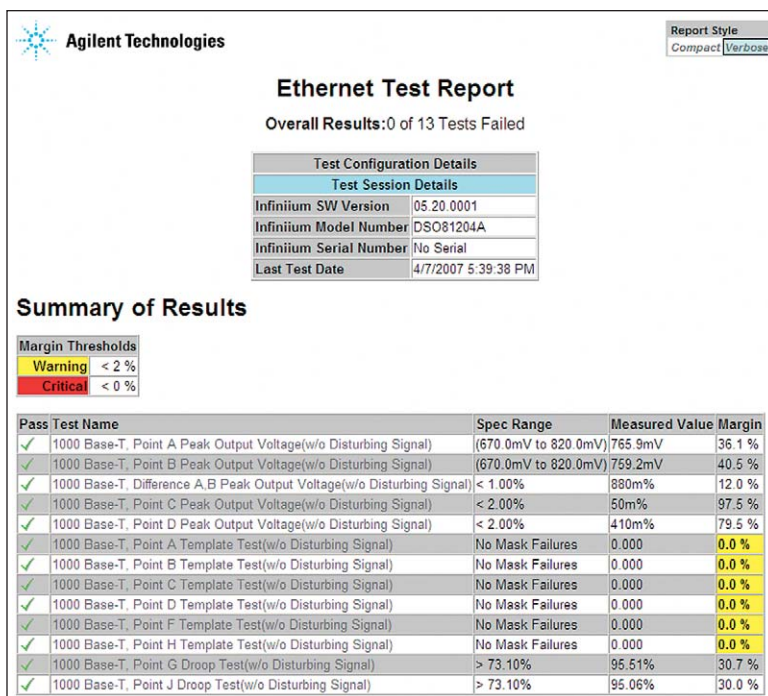 Agilent Technologies
Report Style
Compact Verbose
Ethernet Test Report
Overall Results:0 of 13 Tests Failed
Test Configuration Details
Test Session Details
Infiniium SW Version 05.20.0001
Infiniium Model Number DSO81204A
Infiniium Serial Number No Serial
Last Test Date 4/7/2007 5:39:38 PM
Summary of Results
Margin Thresholds
Warning < 2 %
Critical < 0 %
Pass Test Name Spec Range Measured Value Margin
1000 Base-T, Point A Peak Output Voltage(w/o Disturbing Signal) (670.0mV to 820.0mV) 765.9mV 36.1 %
1000 Base-T, Point B Peak Output Voltage(w/o Disturbing Signal) (670.0mV to 820.0mV) 759.2mV 40.5 %
1000 Base-T, Difference A,B Peak Output Voltage(w/o Disturbing Signal) < 1.00% 880m% 12.0 %
1000 Base-T, Point C Peak Output Voltage(w/o Disturbing Signal) < 2.00% 50m% 97.5 %
1000 Base-T, Point D Peak Output Voltage(w/o Disturbing Signal) < 2.00% 410m% 79.5 %
1000 Base-T, Point A Template Test(w/o Disturbing Signal) No Mask Failures 0.000 0.0 %
1000 Base-T, Point B Template Test(w/o Disturbing Signal) No Mask Failures 0.000 0.0 %
1000 Base-T, Point C Template Test(w/o Disturbing Signal) No Mask Failures 0.000 0.0 %
1000 Base-T, Point D Template Test(w/o Disturbing Signal) No Mask Failures 0.000 0.0 %
1000 Base-T, Point F Template Test(w/o Disturbing Signal) No Mask Failures 0.000 0.0 %
1000 Base-T, Point H Template Test(w/o Disturbing Signal) No Mask Failures 0.000 0.0 %
1000 Base-T, Point G Droop Test(w/o Disturbing Signal) > 73.10% 95.51% 30.7 %
1000 Base-T, Point J Droop Test(w/o Disturbing Signal) > 73.10% 95.06% 30.0 %